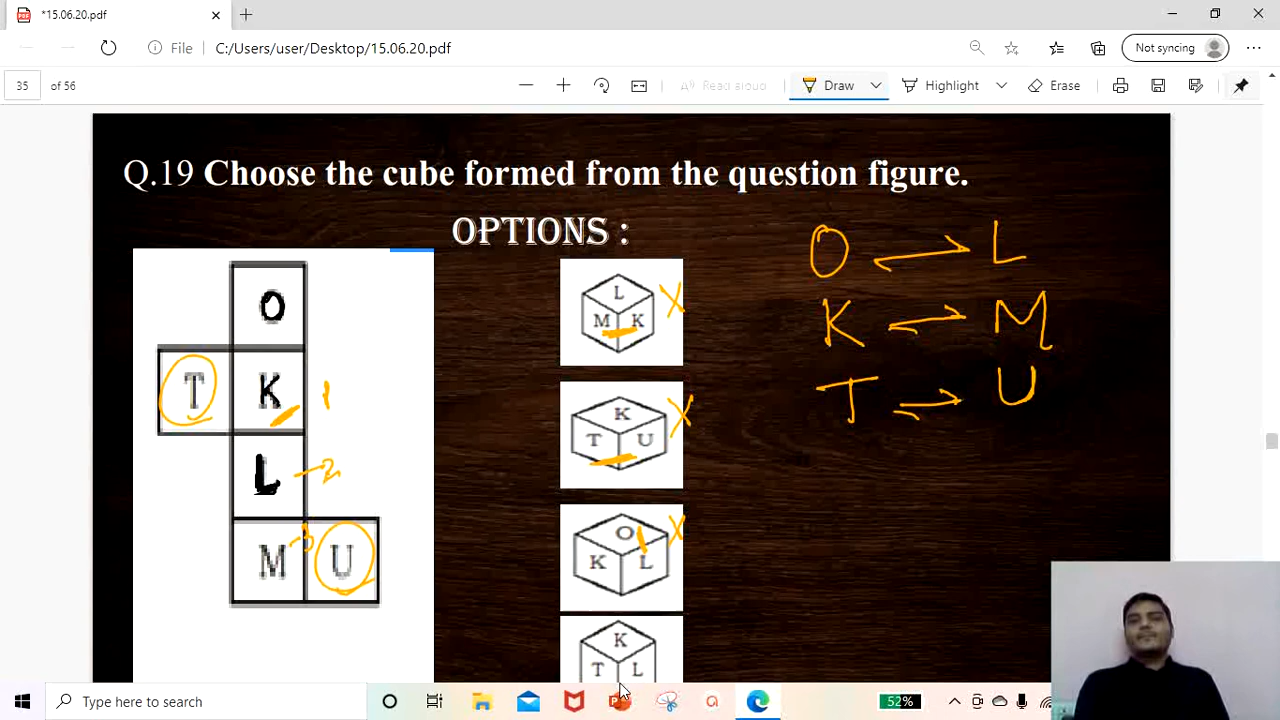 *15.06.20.pdf
File C:/Users/user/Desktop/15.06.20.pdf
Not syncing
35 of 56
Read aloud
Draw
Highlight
Erase
Q.19 Choose the cube formed from the question figure.
OPTIONS :
O
T K 1
L 2
M 3 U
L
M K X
K
T U X
O
K L X
K
T L
O ⇌ L
K ⇌ M
T ⇌ U
Type here to search
52%